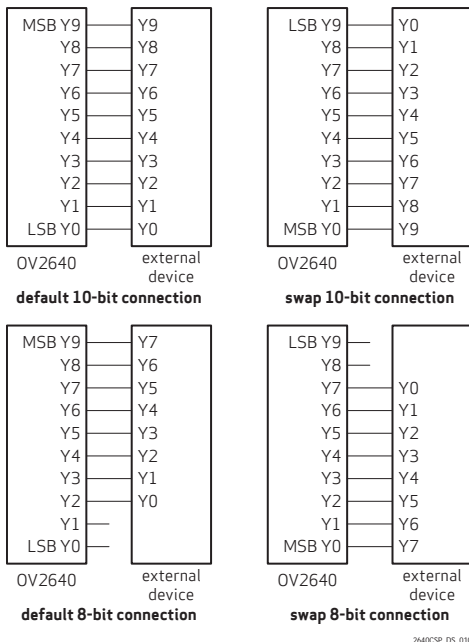 MSB Y9 Y9
Y8 Y8
Y7 Y7
Y6 Y6
Y5 Y5
Y4 Y4
Y3 Y3
Y2 Y2
Y1 Y1
LSB Y0 Y0
OV2640 external
device
default 10-bit connection
LSB Y9 Y0
Y8 Y1
Y7 Y2
Y6 Y3
Y5 Y4
Y4 Y5
Y3 Y6
Y2 Y7
Y1 Y8
MSB Y0 Y9
OV2640 external
device
swap 10-bit connection
MSB Y9 Y7
Y8 Y6
Y7 Y5
Y6 Y4
Y5 Y3
Y4 Y2
Y3 Y1
Y2 Y0
Y1
LSB Y0
OV2640 external
device
default 8-bit connection
LSB Y9
Y8
Y7 Y0
Y6 Y1
Y5 Y2
Y4 Y3
Y3 Y4
Y2 Y5
Y1 Y6
MSB Y0 Y7
OV2640 external
device
swap 8-bit connection